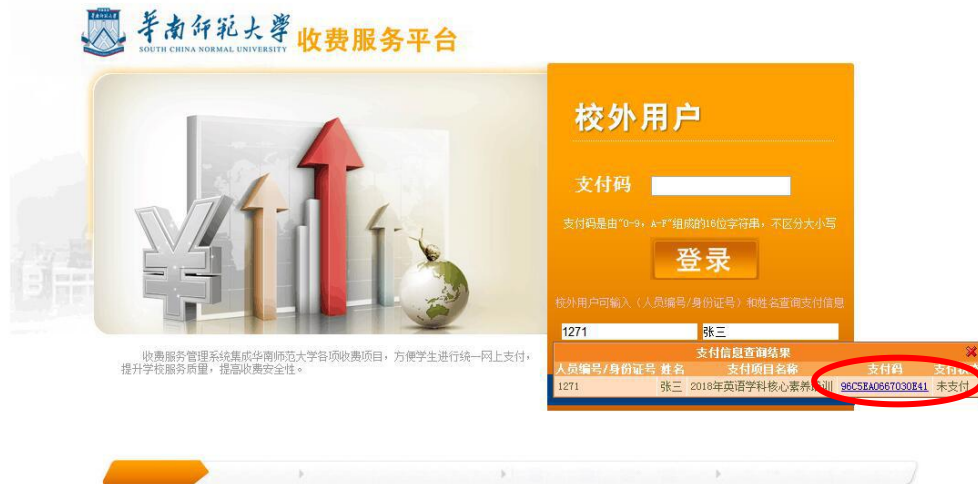 華南師範大學
SOUTH CHINA NORMAL UNIVERSITY
收费服务平台
校外用户
支付码
支付码是由"0-9，A-F"组成的16位字符串，不区分大小写
登录
校外用户可输入（人员编号/身份证号）和姓名查询支付信息
1271 张三
支付信息查询结果
人员编号/身份证号 姓名 支付项目名称 支付码
1271 张三 2018年英语学科核心素养培训 96C5EA0667030E41 未支付
收费服务管理系统集成华南师范大学各项收费项目，方便学生进行统一网上支付，
提升学校服务质量，提高收费安全性。